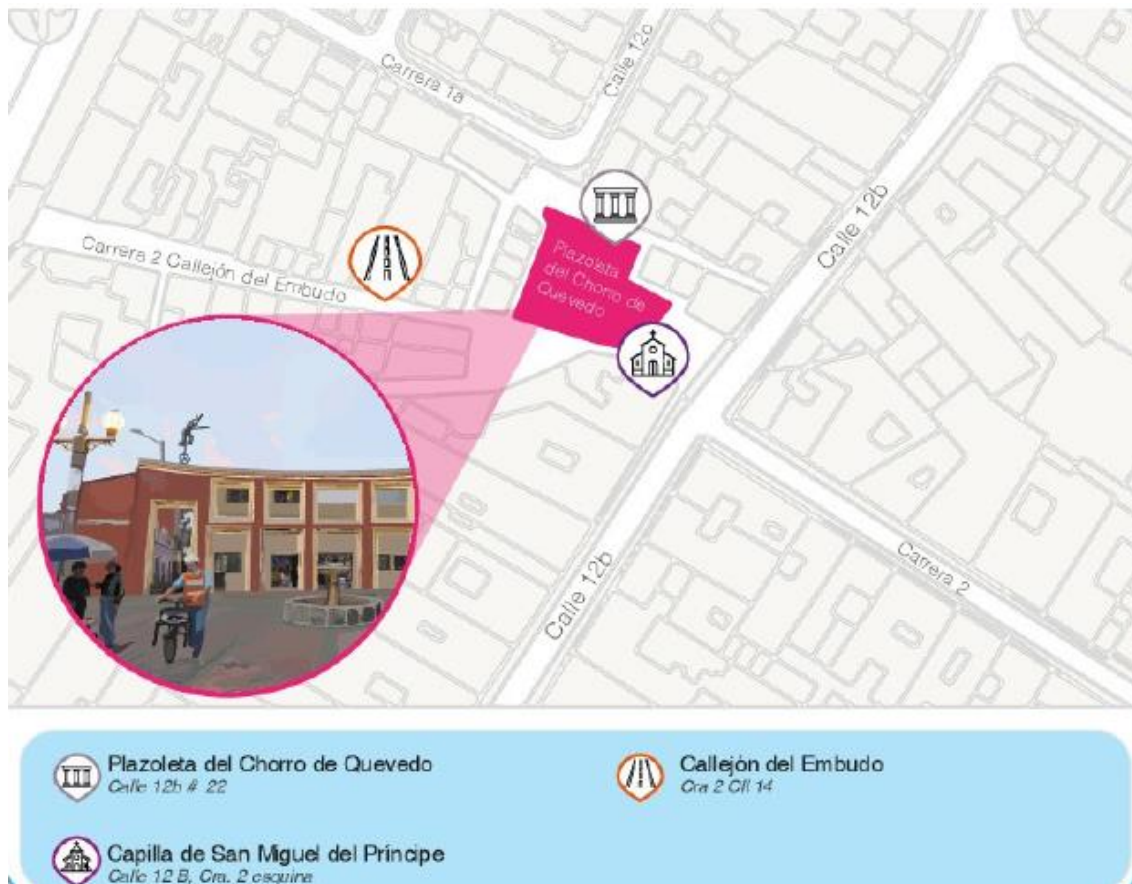 Carrera 1a
Calle 12c
Calle 12b
Plazoleta
del Chorro de
Quevedo
Carrera 2 Callejón del Embudo
Carrera 2
Calle 12b
Plazoleta del Chorro de Quevedo
Calle 12b # 22
Callejón del Embudo
Cra 2 Cll 14
Capilla de San Miguel del Príncipe
Calle 12 B, Cra. 2 esquina